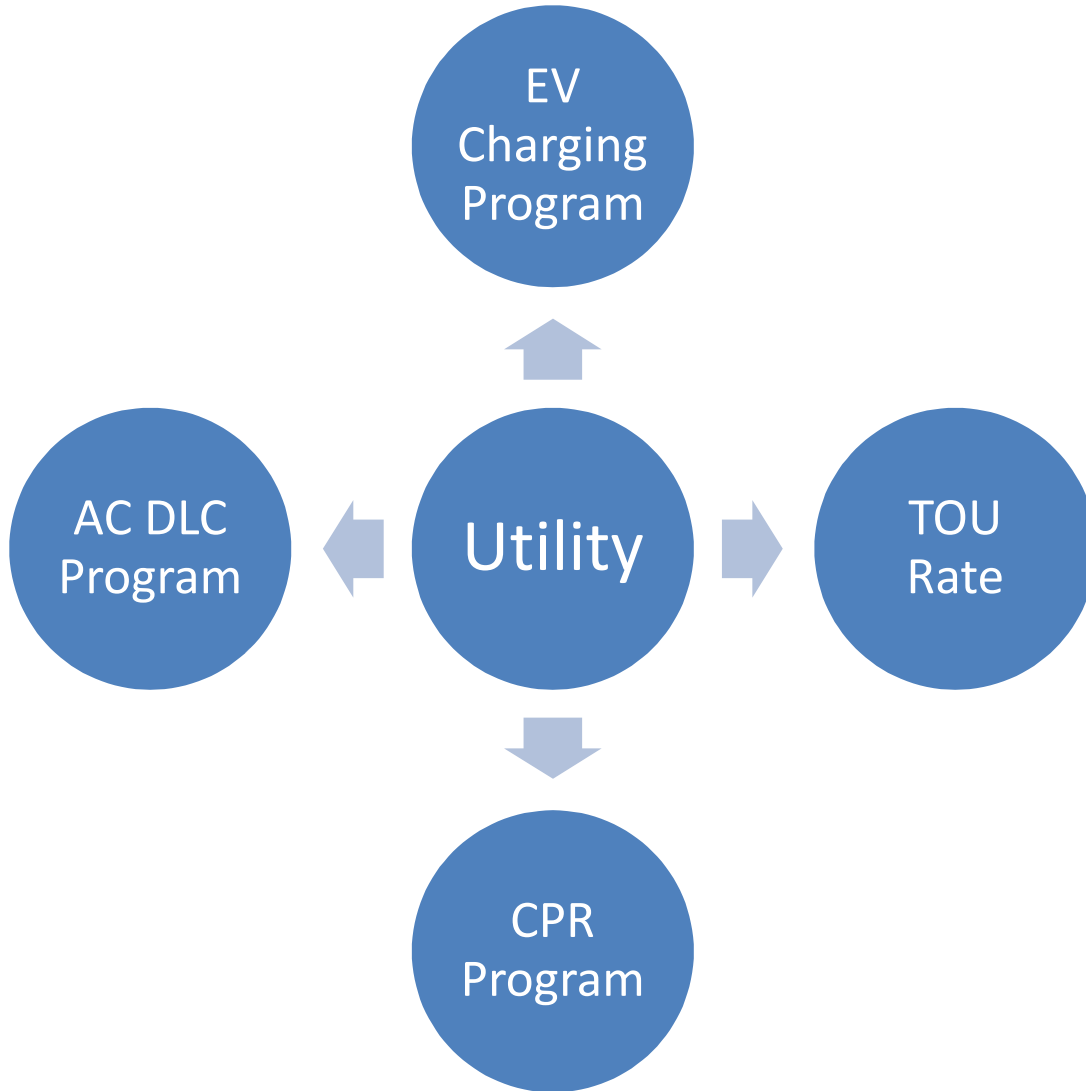 EV
Charging
Program
AC DLC
Program
Utility
TOU
Rate
CPR
Program